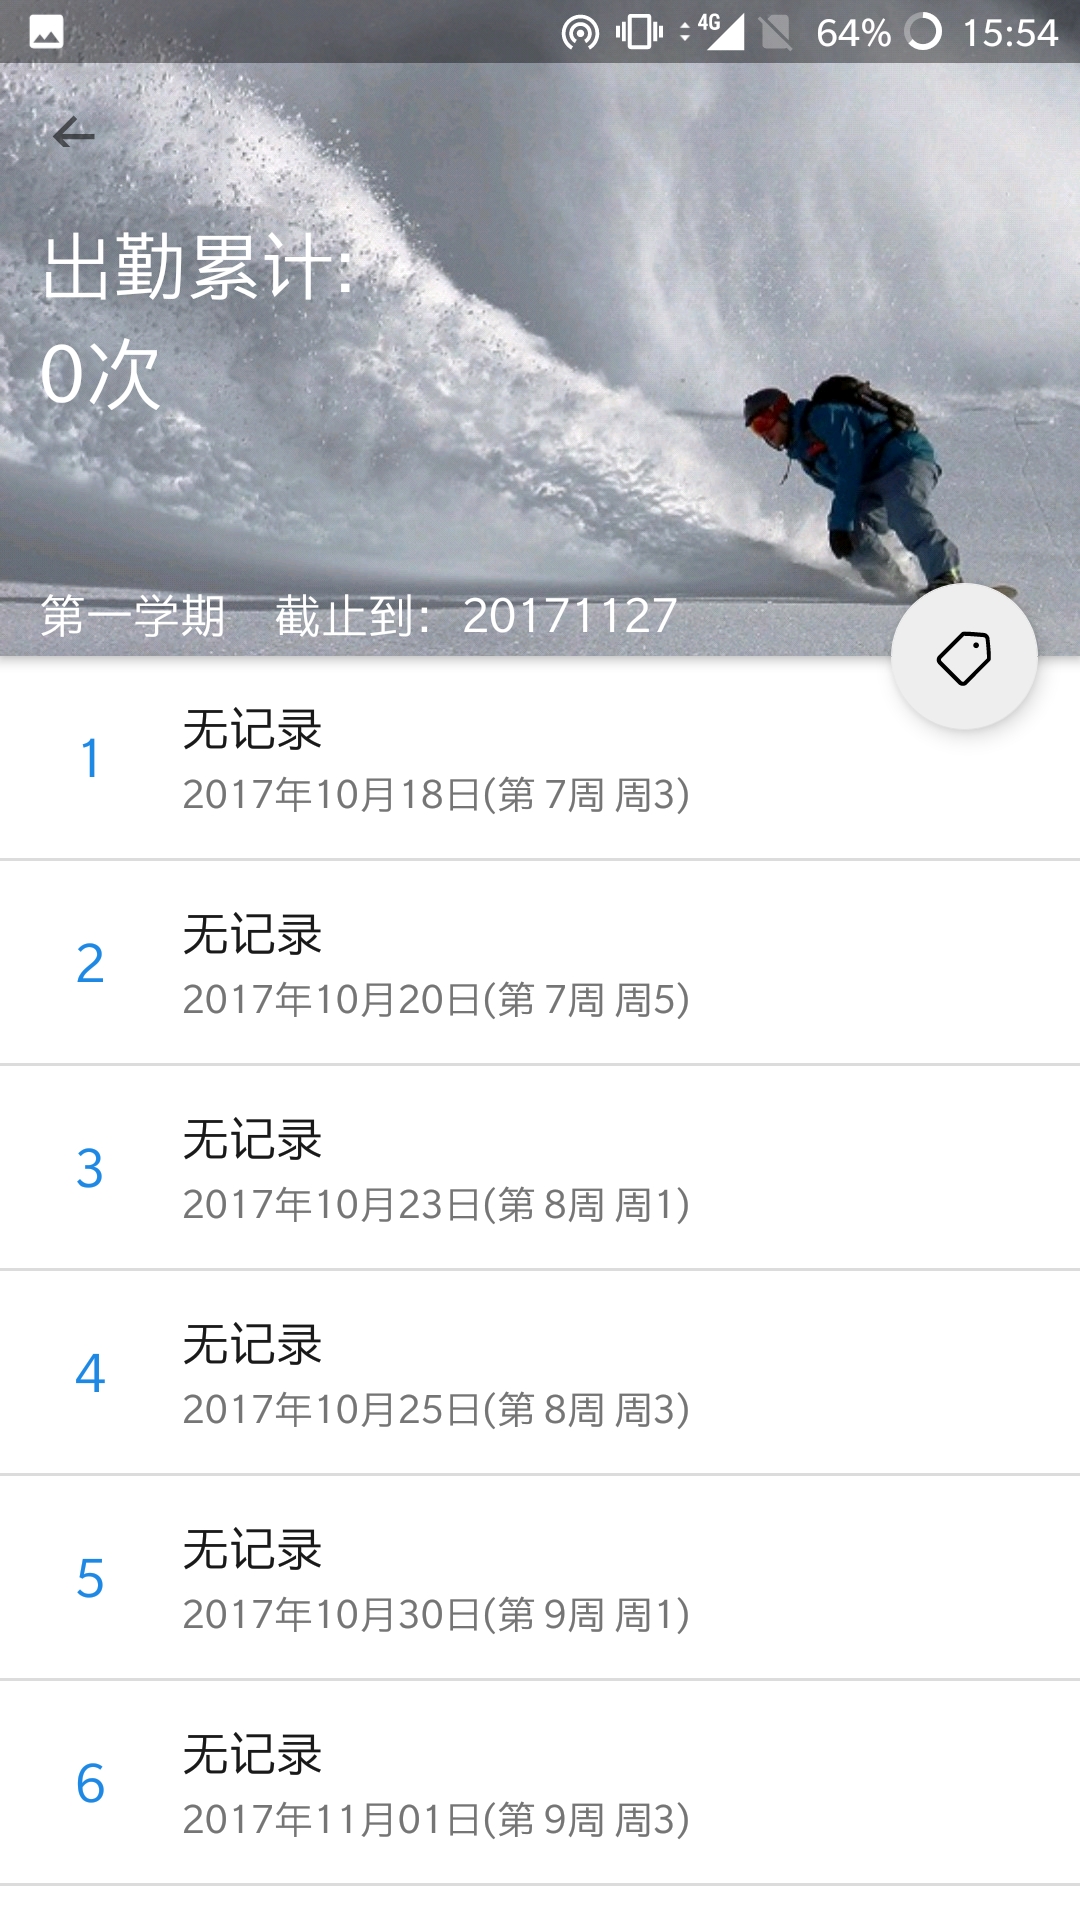 4G 64% 15:54
出勤累计:
0次
第一学期 截止到：20171127
1
无记录
2017年10月18日(第 7周 周3)
2
无记录
2017年10月20日(第 7周 周5)
3
无记录
2017年10月23日(第 8周 周1)
4
无记录
2017年10月25日(第 8周 周3)
5
无记录
2017年10月30日(第 9周 周1)
6
无记录
2017年11月01日(第 9周 周3)